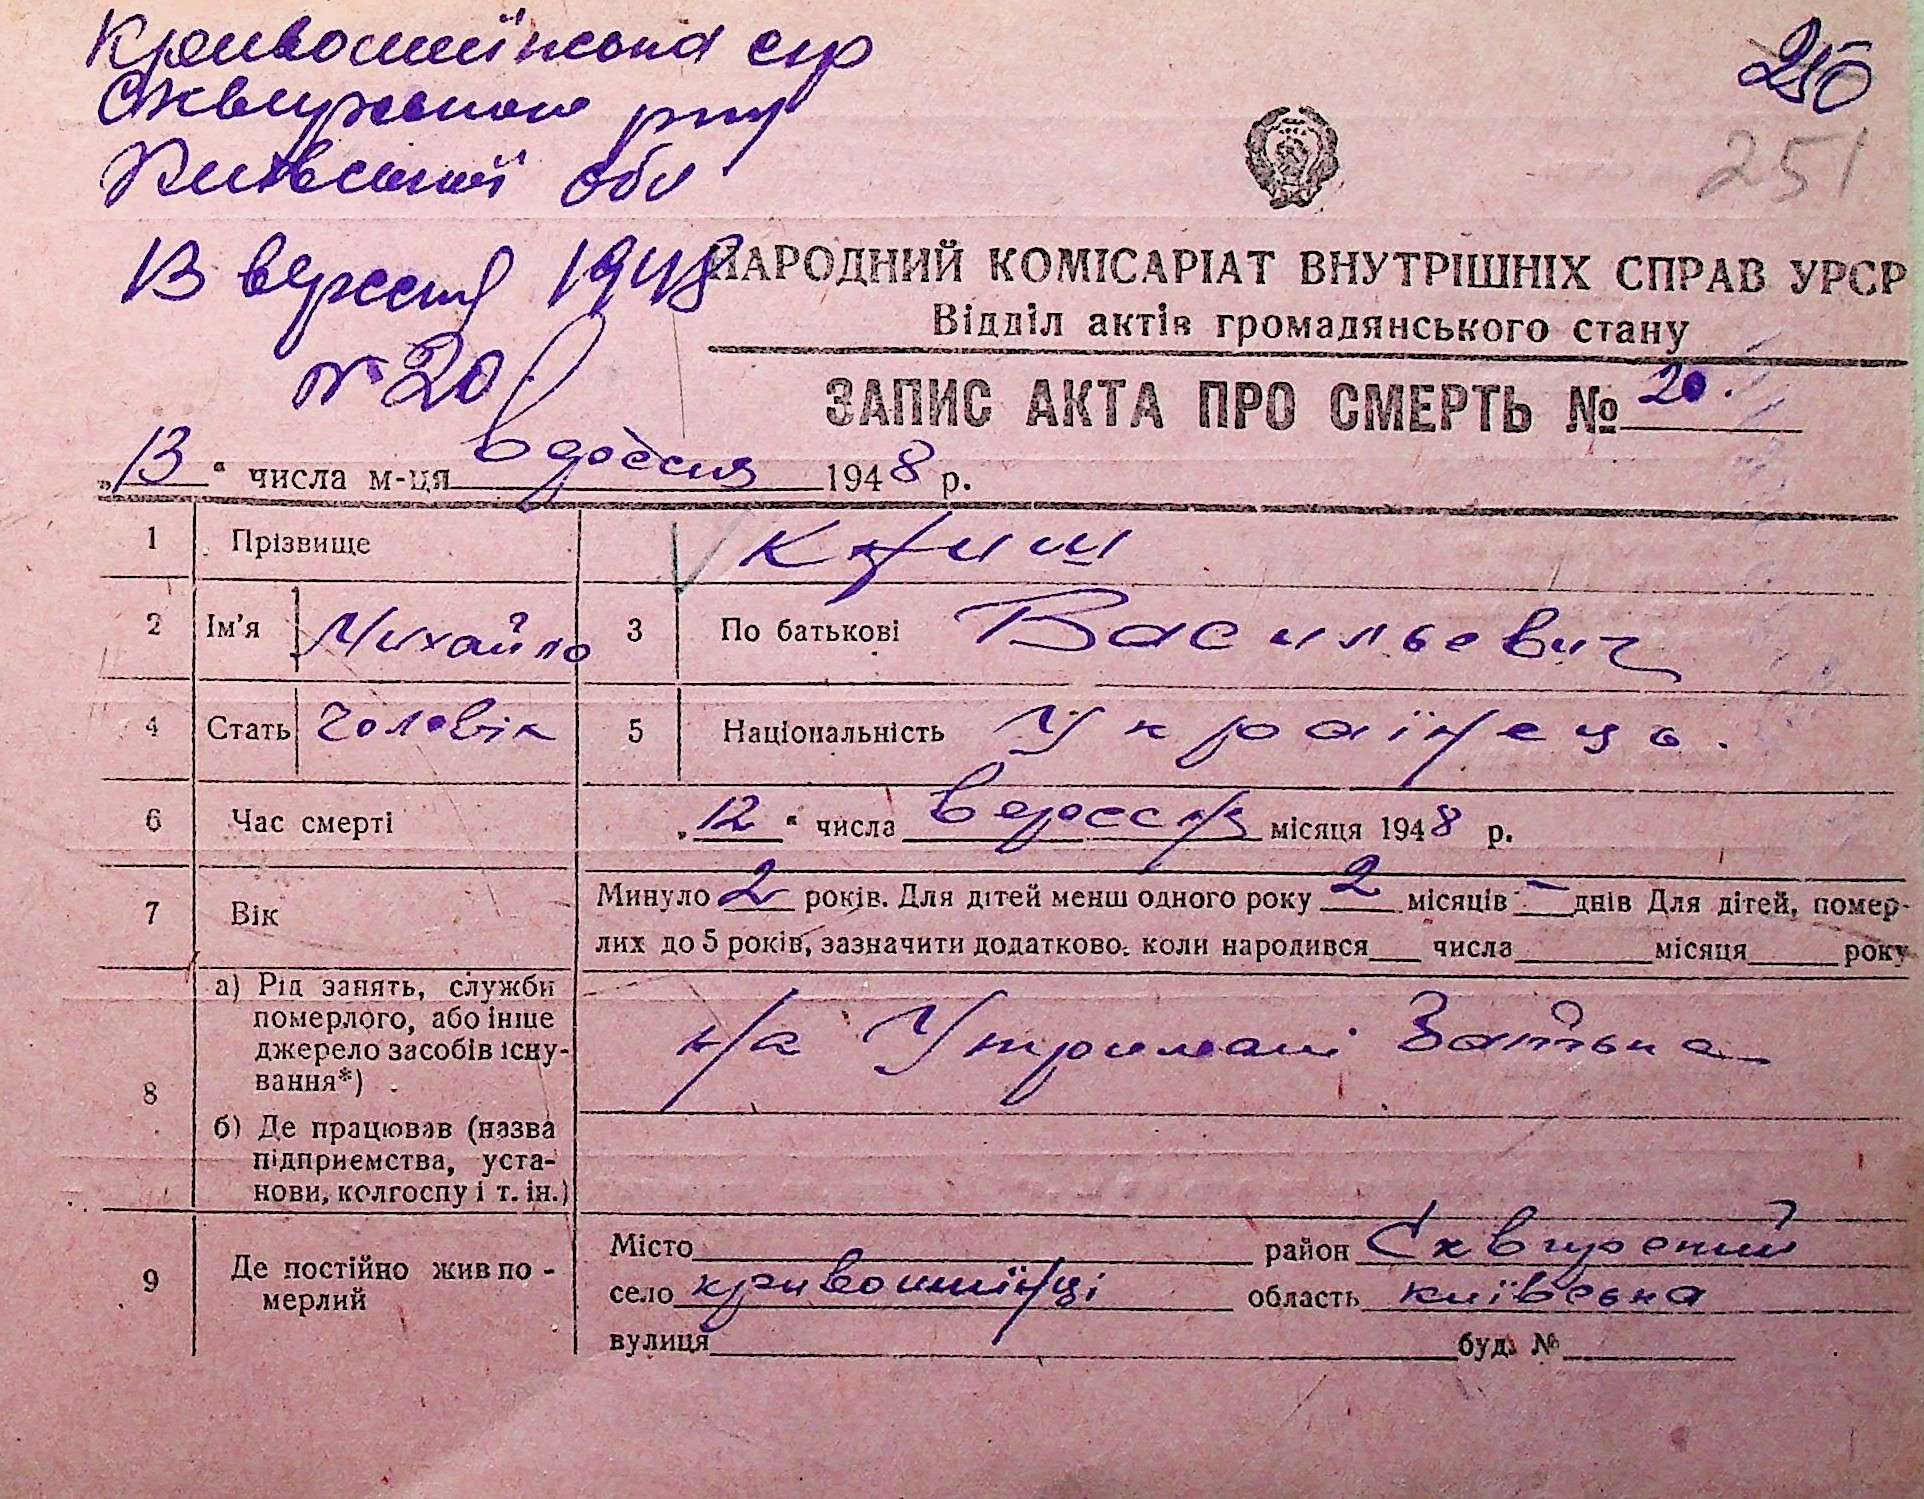 Кривошиїнська с/р
Сквирського р-ну
Київської обл
250
251
13 вересня 1948
№ 20
НАРОДНИЙ КОМІСАРІАТ ВНУТРІШНІХ СПРАВ УРСР
Відділ актів громадянського стану
ЗАПИС АКТА ПРО СМЕРТЬ № 20.
„13“ числа м-ця вересня 1948 р.
1 Прізвище
2 Ім'я Михайло 3 По батькові Васильевич
4 Стать чоловік 5 Національність Українець.
6 Час смерті „12“ числа вересня місяця 1948 р.
7 Вік Минуло 2 років. Для дітей менш одного року 2 місяців - днів Для дітей, помер-
лих до 5 років, зазначити додатково: коли народився числа місяця року
8 а) Рід занять, служби
померлого, або інше
джерело засобів існу-
вання*)
на Утримані Батька
б) Де працював (назва
підприємства, уста-
нови, колгоспу і т. ін.)
9 Де постійно жив по-
мерлий
Місто район Сквирський
село Кривошиїнці область Київська
вулиця буд. №